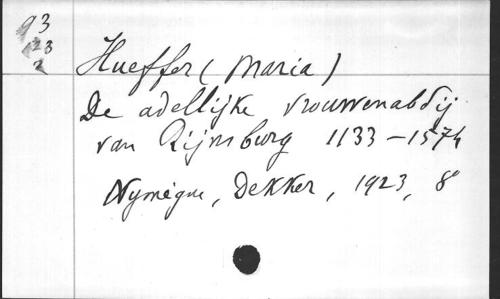 93
123
2
Hueffer (Maria)
De adellijke vrouwenabdij
van Rijnsburg 1133-1574
Nymègue, Dekker, 1923, 8°